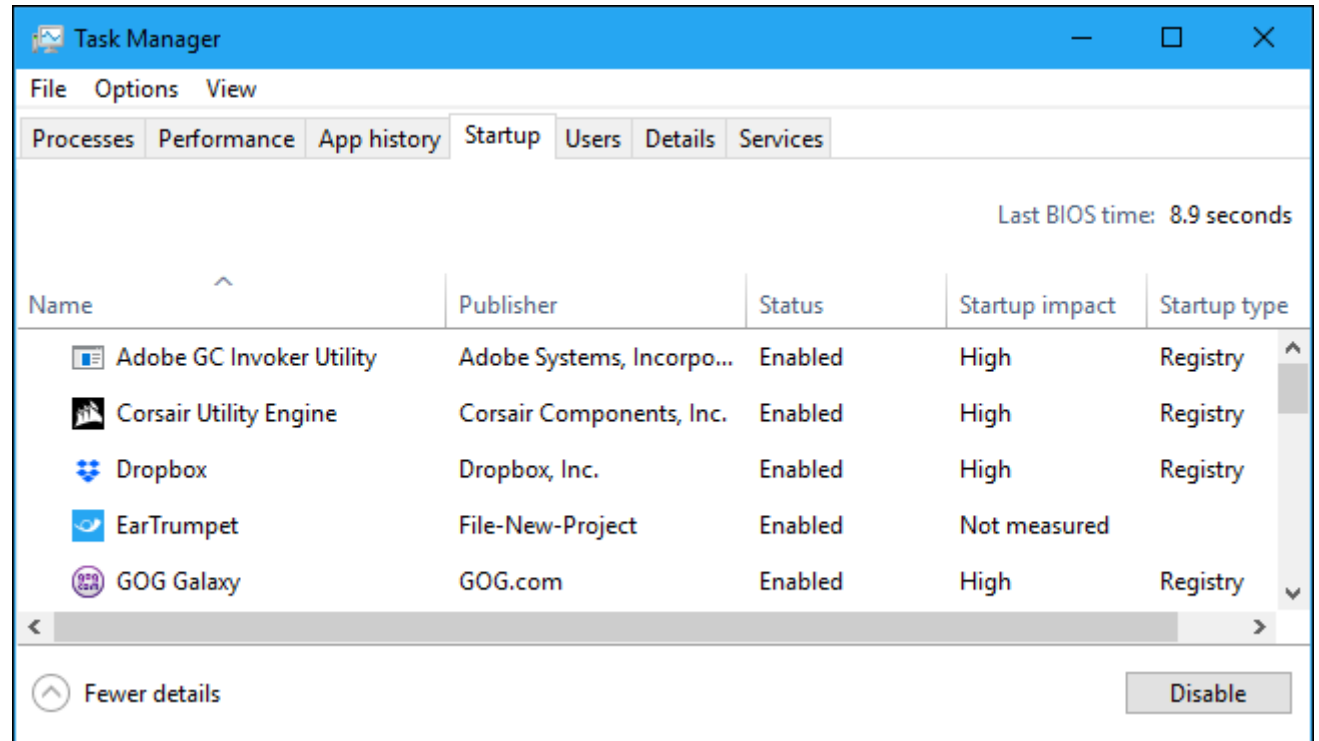 Task Manager
File Options View
Processes Performance App history Startup Users Details Services
Last BIOS time: 8.9 seconds
Name Publisher Status Startup impact Startup type
Adobe GC Invoker Utility Adobe Systems, Incorpo... Enabled High Registry
Corsair Utility Engine Corsair Components, Inc. Enabled High Registry
Dropbox Dropbox, Inc. Enabled High Registry
EarTrumpet File-New-Project Enabled Not measured
GOG Galaxy GOG.com Enabled High Registry
Fewer details Disable